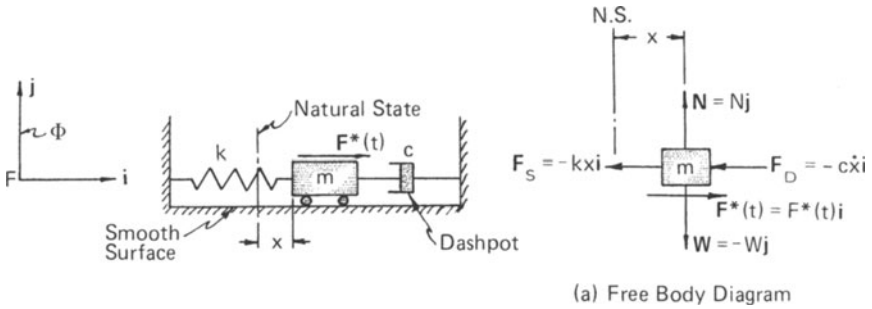 j
Φ
F
i
Natural State
F*(t)
k
m
c
Smooth
Surface
x
Dashpot
N.S.
x
N = Nj
F_S = -kxi
m
F_D = -cẋi
F*(t) = F*(t)i
W = -Wj
(a) Free Body Diagram